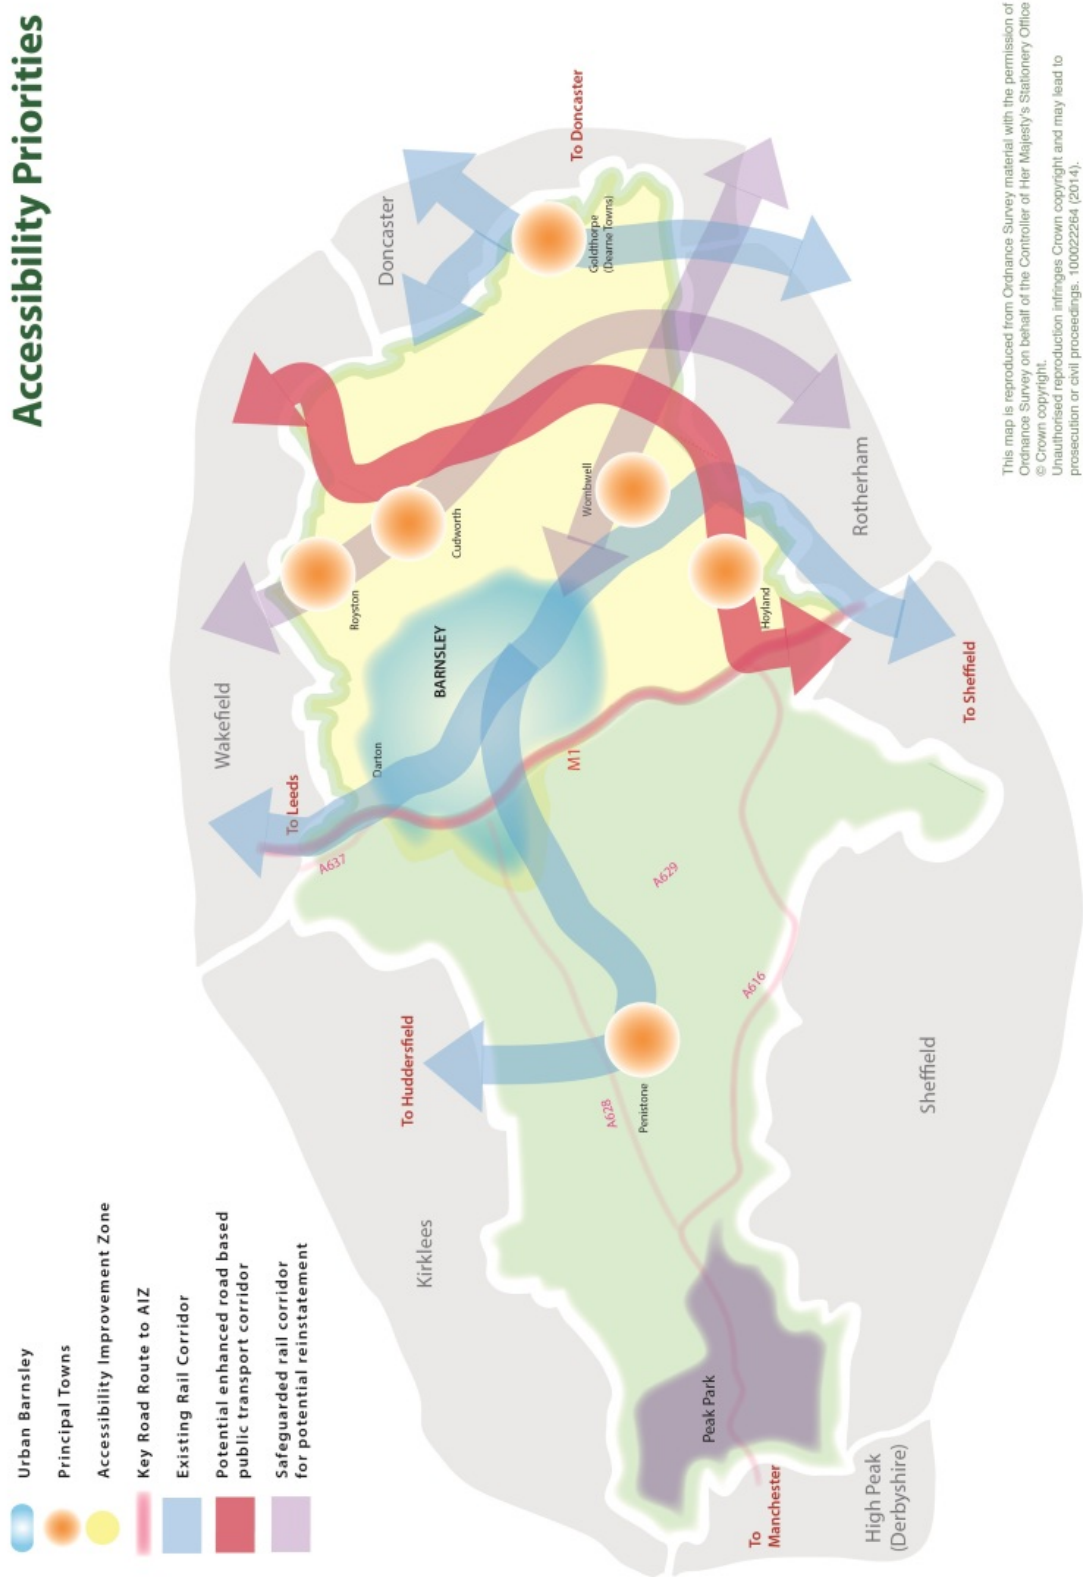 Accessibility Priorities
Urban Barnsley
Principal Towns
Accessibility Improvement Zone
Key Road Route to AIZ
Existing Rail Corridor
Potential enhanced road based
public transport corridor
Safeguarded rail corridor
for potential reinstatement
Kirklees
To Huddersfield
Wakefield
To Leeds
A637
Darton
BARNSLEY
Royston
Cudworth
Doncaster
To Doncaster
Goldthorpe
(Dearne Towns)
Wombwell
Hoyland
M1
A629
A628
A616
Penistone
Peak Park
To
Manchester
High Peak
(Derbyshire)
Sheffield
To Sheffield
Rotherham
This map is reproduced from Ordnance Survey material with the permission of
Ordnance Survey on behalf of the Controller of Her Majesty's Stationery Office
© Crown copyright.
Unauthorised reproduction infringes Crown copyright and may lead to
prosecution or civil proceedings. 100022264 (2014).